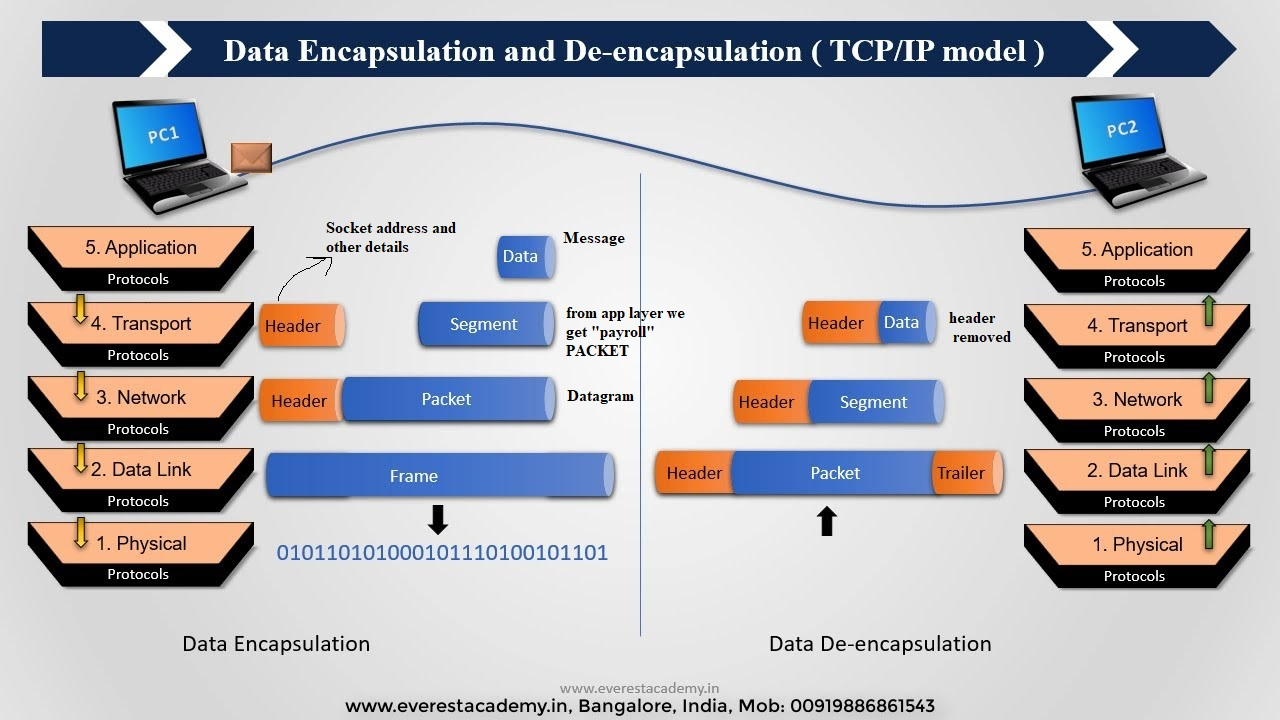 Data Encapsulation and De-encapsulation ( TCP/IP model )
PC1
PC2
5. Application
Protocols
4. Transport
Protocols
3. Network
Protocols
2. Data Link
Protocols
1. Physical
Protocols
Socket address and
other details
Data
Message
Header
Segment
from app layer we
get "payroll"
PACKET
Header
Packet
Datagram
Frame
0101101010001011101001011​01
Data Encapsulation
Header
Data
header
removed
Header
Segment
Header
Packet
Trailer
Data De-encapsulation
5. Application
Protocols
4. Transport
Protocols
3. Network
Protocols
2. Data Link
Protocols
1. Physical
Protocols
www.everestacademy.in
www.everestacademy.in, Bangalore, India, Mob: 00919886861543